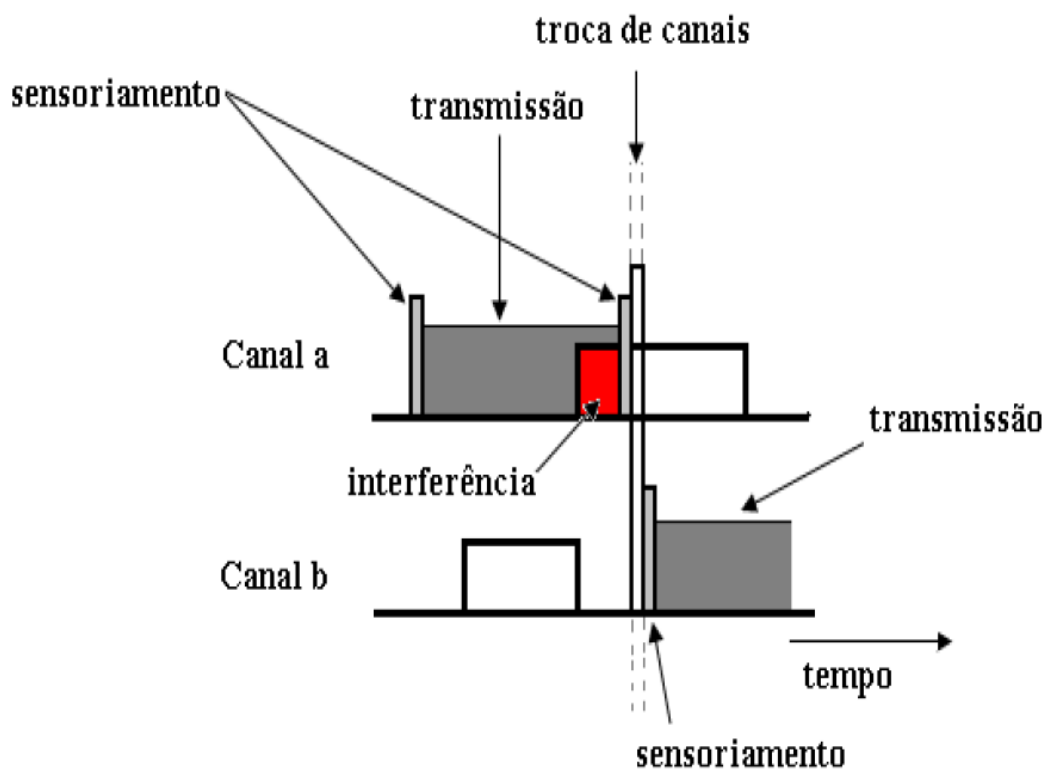 troca de canais
sensoriamento
transmissão
Canal a
transmissão
interferência
Canal b
tempo
sensoriamento